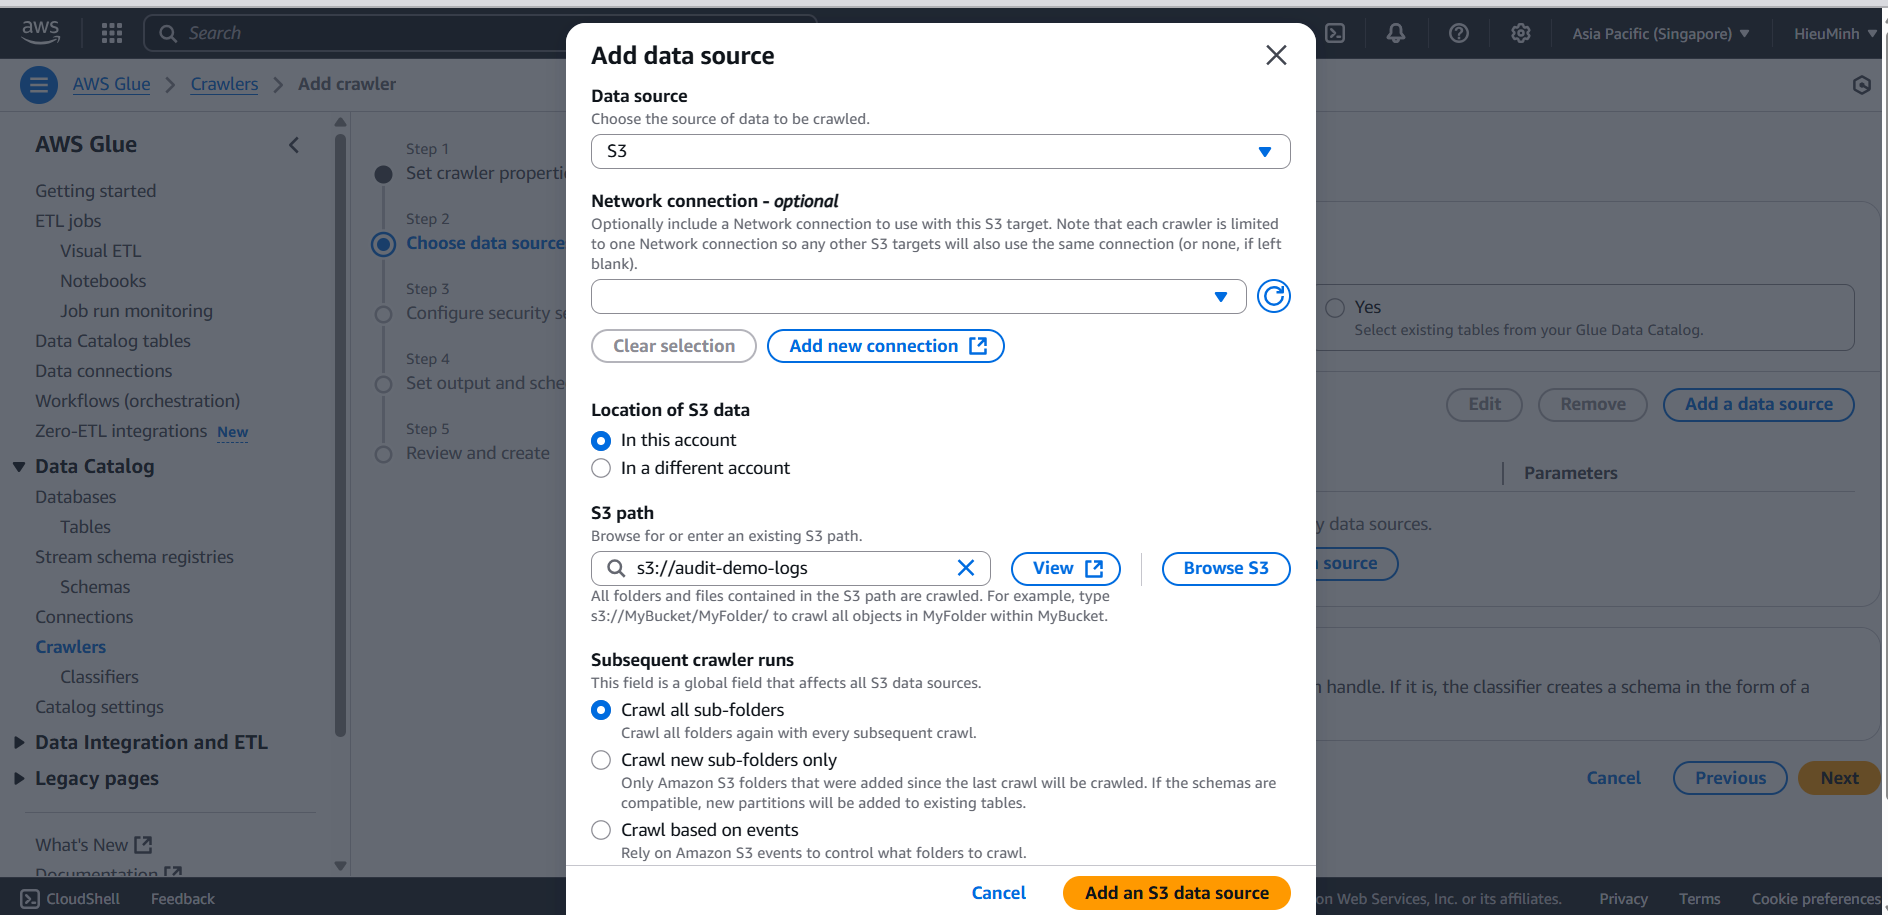 aws
Search
Asia Pacific (Singapore)
HieuMinh
AWS Glue
Crawlers
Add crawler
AWS Glue
Getting started
ETL jobs
Visual ETL
Notebooks
Job run monitoring
Data Catalog tables
Data connections
Workflows (orchestration)
Zero-ETL integrations New
Data Catalog
Databases
Tables
Stream schema registries
Schemas
Connections
Crawlers
Classifiers
Catalog settings
Data Integration and ETL
Legacy pages
What's New
Documentation
Step 1
Set crawler properti
Step 2
Choose data source
Step 3
Configure security se
Step 4
Set output and sche
Step 5
Review and create
Add data source
Data source
Choose the source of data to be crawled.
S3
Network connection - optional
Optionally include a Network connection to use with this S3 target. Note that each crawler is limited
to one Network connection so any other S3 targets will also use the same connection (or none, if left
blank).
Clear selection
Add new connection
Location of S3 data
In this account
In a different account
S3 path
Browse for or enter an existing S3 path.
s3://audit-demo-logs
View
Browse S3
All folders and files contained in the S3 path are crawled. For example, type
s3://MyBucket/MyFolder/ to crawl all objects in MyFolder within MyBucket.
Subsequent crawler runs
This field is a global field that affects all S3 data sources.
Crawl all sub-folders
Crawl all folders again with every subsequent crawl.
Crawl new sub-folders only
Only Amazon S3 folders that were added since the last crawl will be crawled. If the schemas are
compatible, new partitions will be added to existing tables.
Crawl based on events
Rely on Amazon S3 events to control what folders to crawl.
Cancel
Add an S3 data source
Yes
Select existing tables from your Glue Data Catalog.
Edit
Remove
Add a data source
Parameters
y data sources.
source
handle. If it is, the classifier creates a schema in the form of a
Cancel
Previous
Next
CloudShell
Feedback
on Web Services, Inc. or its affiliates.
Privacy
Terms
Cookie preferences